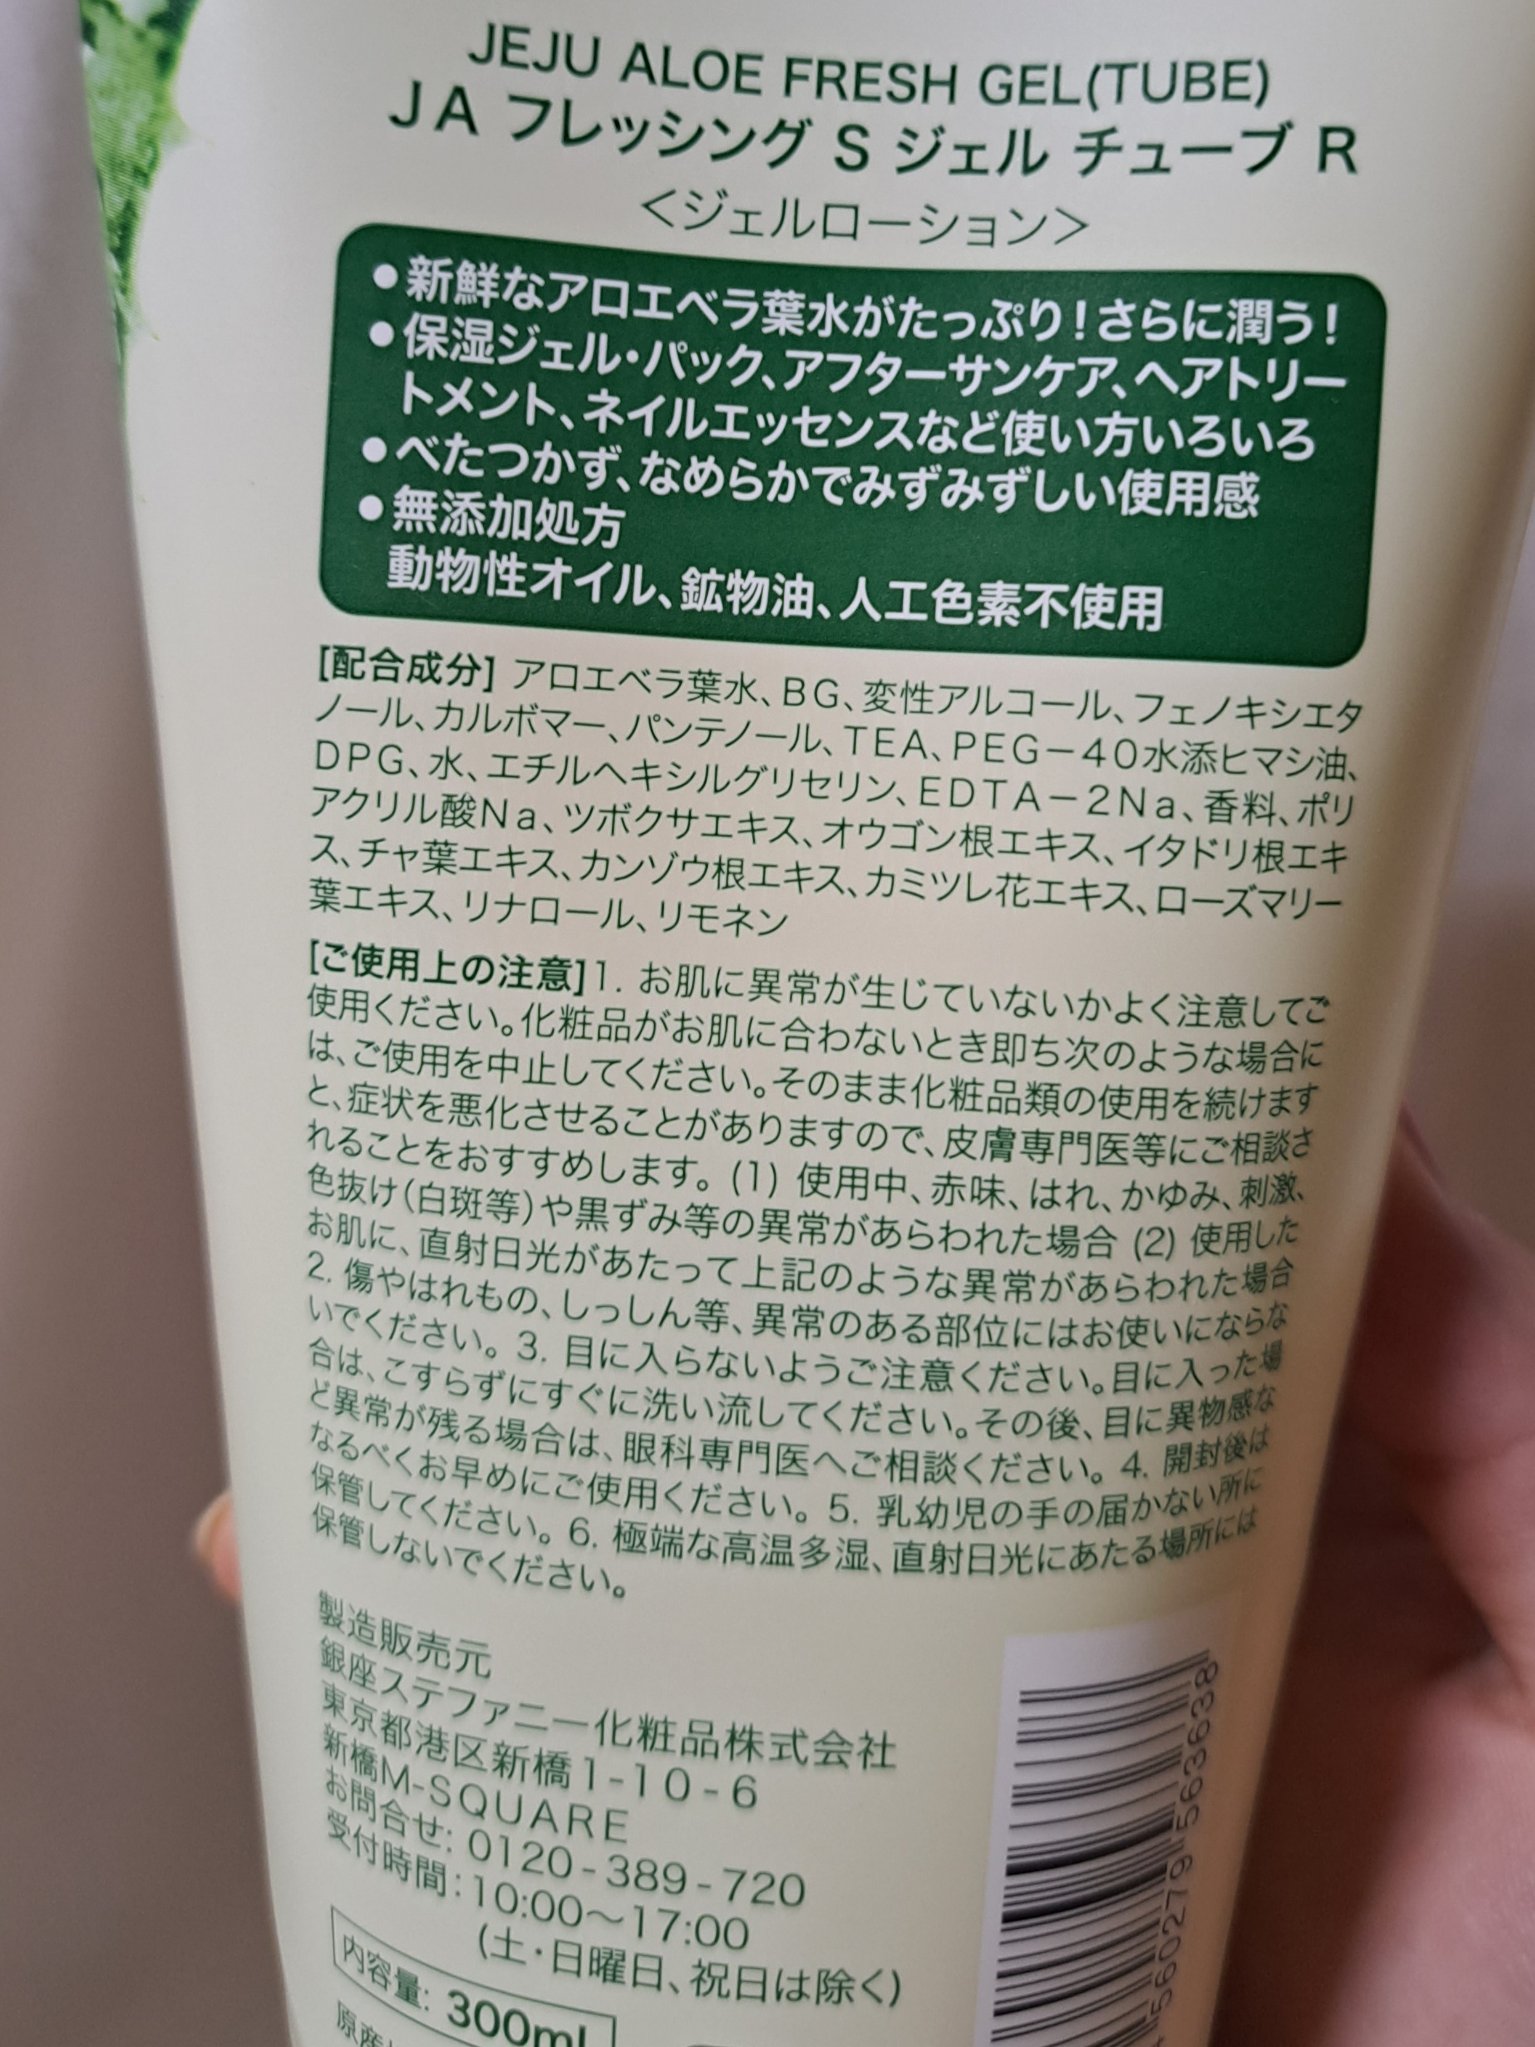 JEJU ALOE FRESH GEL(TUBE)
JA フレッシング S ジェル チューブ R
＜ジェルローション＞
●新鮮なアロエベラ葉水がたっぷり！さらに潤う！
●保湿ジェル・パック、アフターサンケア、ヘアトリー
トメント、ネイルエッセンスなど使い方いろいろ
●べたつかず、なめらかでみずみずしい使用感
●無添加処方
動物性オイル、鉱物油、人工色素不使用
[配合成分] アロエベラ葉水、BG、変性アルコール、フェノキシエタ
ノール、カルボマー、パンテノール、TEA、PEG－40水添ヒマシ油、
DPG、水、エチルヘキシルグリセリン、EDTA－2Na、香料、ポリ
アクリル酸Na、ツボクサエキス、オウゴン根エキス、イタドリ根エキ
ス、チャ葉エキス、カンゾウ根エキス、カミツレ花エキス、ローズマリー
葉エキス、リナロール、リモネン
[ご使用上の注意]1. お肌に異常が生じていないかよく注意してご
使用ください。化粧品がお肌に合わないとき即ち次のような場合に
は、ご使用を中止してください。そのまま化粧品類の使用を続けます
と、症状を悪化させることがありますので、皮膚専門医等にご相談さ
れることをおすすめします。(1) 使用中、赤味、はれ、かゆみ、刺激、
色抜け(白斑等)や黒ずみ等の異常があらわれた場合 (2) 使用した
お肌に、直射日光があたって上記のような異常があらわれた場合
2. 傷やはれもの、しっしん等、異常のある部位にはお使いにならな
いでください。3. 目に入らないようご注意ください。目に入った場
合は、こすらずにすぐに洗い流してください。その後、目に異物感な
ど異常が残る場合は、眼科専門医へご相談ください。4. 開封後は
なるべくお早めにご使用ください。5. 乳幼児の手の届かない所に
保管してください。6. 極端な高温多湿、直射日光にあたる場所には
保管しないでください。
製造販売元
銀座ステファニー化粧品株式会社
東京都港区新橋1-10-6
新橋M-SQUARE
お問合せ: 0120-389-720
受付時間:10:00～17:00
(土・日曜日、祝日は除く)
内容量: 300ml
原産
560279 563638